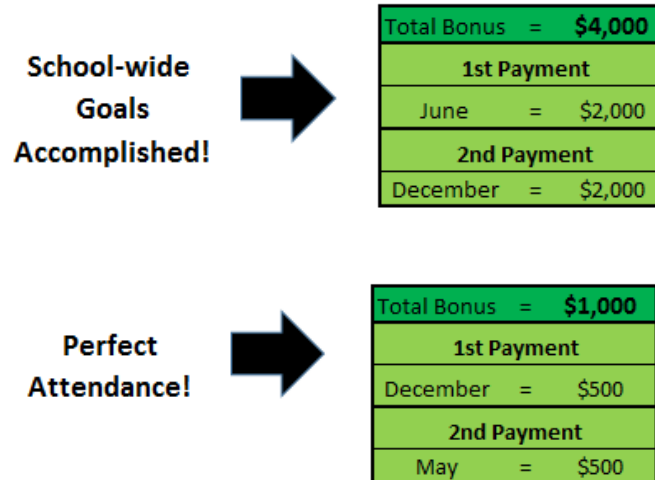 School-wide
Goals
Accomplished!
Total Bonus = $4,000
1st Payment
June = $2,000
2nd Payment
December = $2,000
Perfect
Attendance!
Total Bonus = $1,000
1st Payment
December = $500
2nd Payment
May = $500